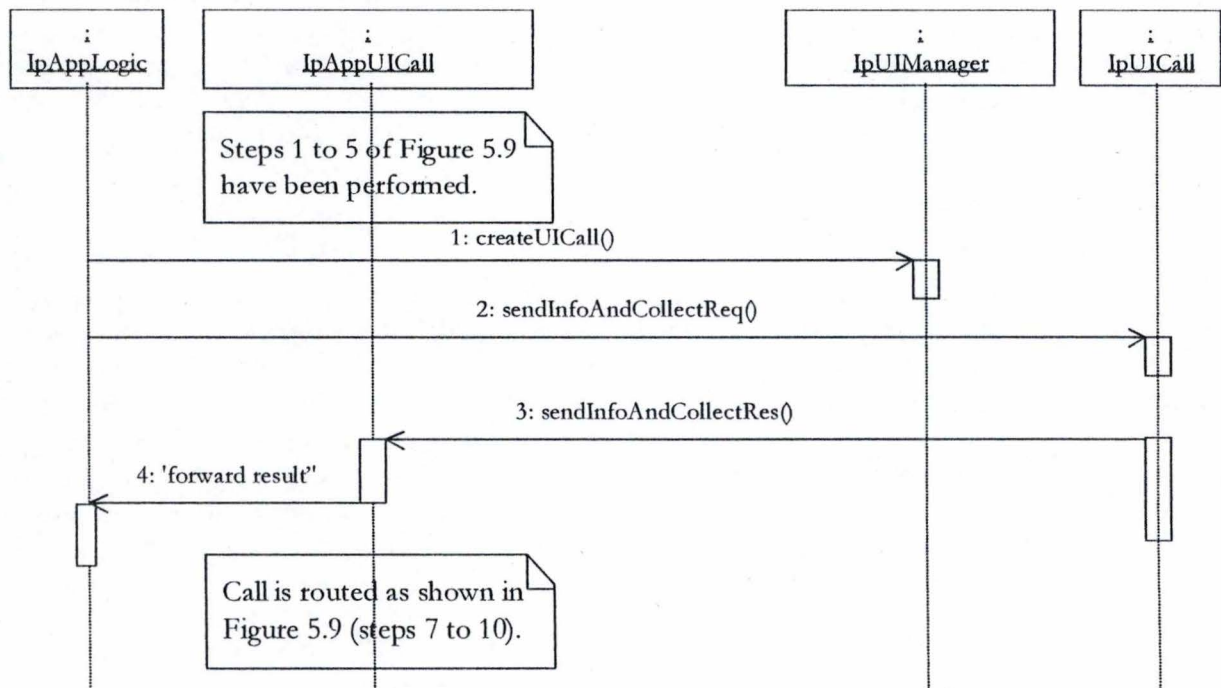 :
IpAppLogic
:
IpAppUICall
:
IpUIManager
:
IpUICall
Steps 1 to 5 of Figure 5.9
have been performed.
1: createUICall()
2: sendInfoAndCollectReq()
3: sendInfoAndCollectRes()
4: 'forward result"
Call is routed as shown in
Figure 5.9 (steps 7 to 10).